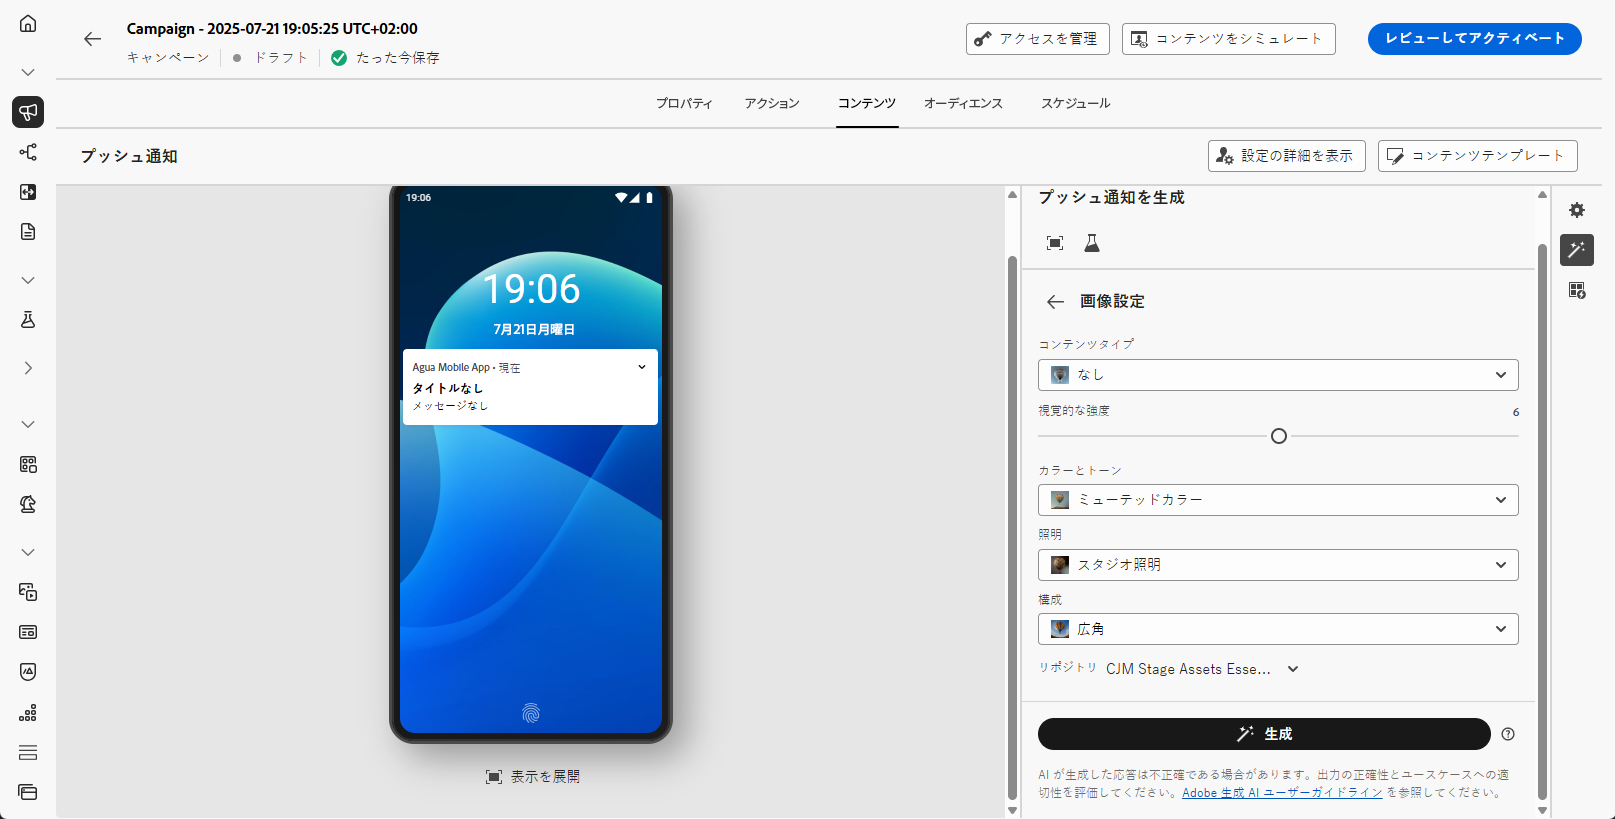 Campaign - 2025-07-21 19:05:25 UTC+02:00
キャンペーン ドラフト たった今保存
アクセスを管理
コンテンツをシミュレート
レビューしてアクティベート
プロパティ アクション コンテンツ オーディエンス スケジュール
プッシュ通知
設定の詳細を表示
コンテンツテンプレート
19:06
19:06
7月21日月曜日
Agua Mobile App • 現在
タイトルなし
メッセージなし
表示を展開
プッシュ通知を生成
画像設定
コンテンツタイプ
なし
視覚的な強度 6
カラーとトーン
ミューテッドカラー
照明
スタジオ照明
構成
広角
リポジトリ CJM Stage Assets Esse...
生成
AI が生成した応答は不正確である場合があります。出力の正確性とユースケースへの適
切性を評価してください。Adobe 生成 AI ユーザーガイドライン を参照してください。